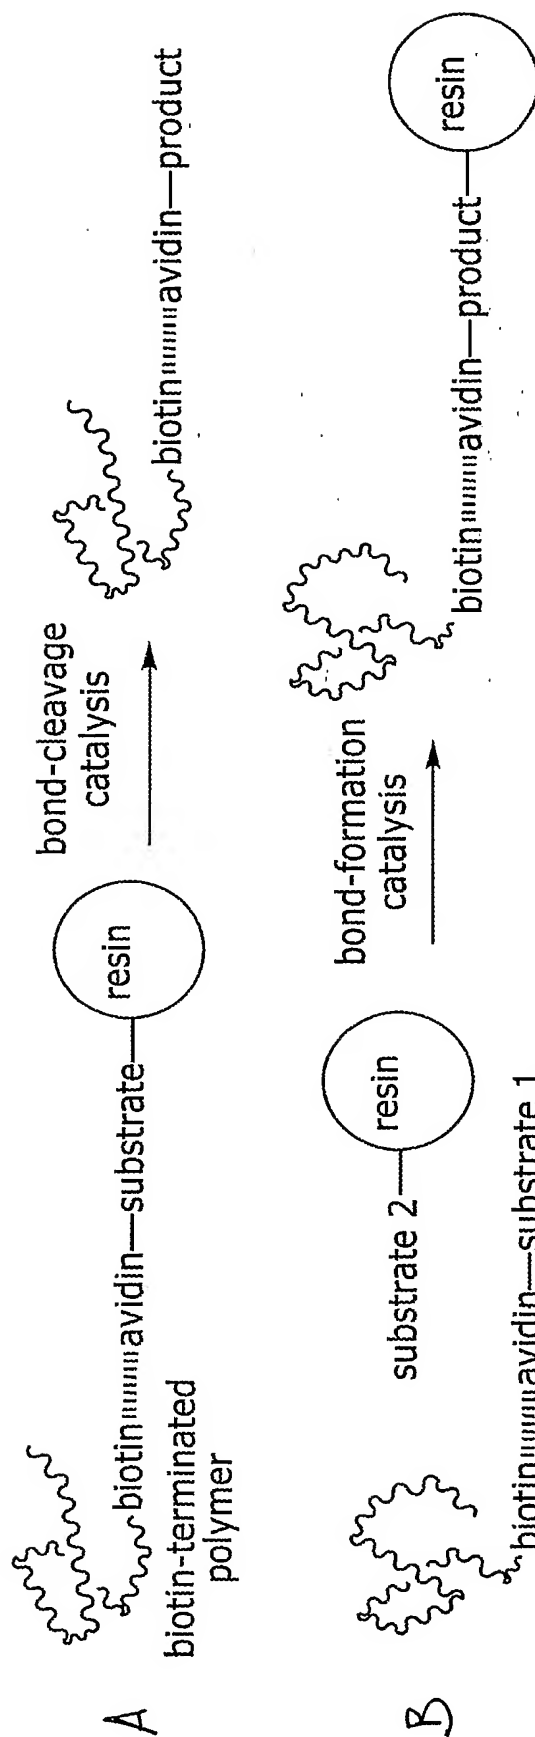 A
biotin-terminated
polymer
biotin avidin—substrate—resin
bond-cleavage
catalysis
biotin avidin—product
B
biotin avidin—substrate 1
substrate 2—resin
bond-formation
catalysis
biotin avidin—product—resin